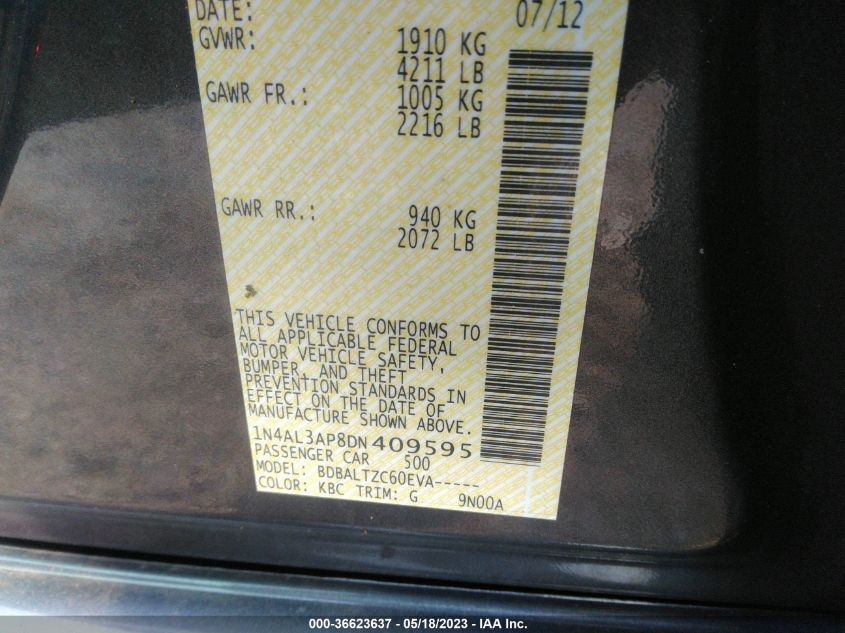 DATE: 07/12
GVWR: 1910 KG
4211 LB
GAWR FR.: 1005 KG
2216 LB
GAWR RR.: 940 KG
2072 LB
THIS VEHICLE CONFORMS TO
ALL APPLICABLE FEDERAL
MOTOR VEHICLE SAFETY,
BUMPER, AND THEFT
PREVENTION STANDARDS IN
EFFECT ON THE DATE OF
MANUFACTURE SHOWN ABOVE.
1N4AL3AP8DN409595
PASSENGER CAR 500
MODEL: BDBALTZC60EVA-----
COLOR: KBC TRIM: G 9N00A
000-36623637 - 05/18/2023 - IAA Inc.